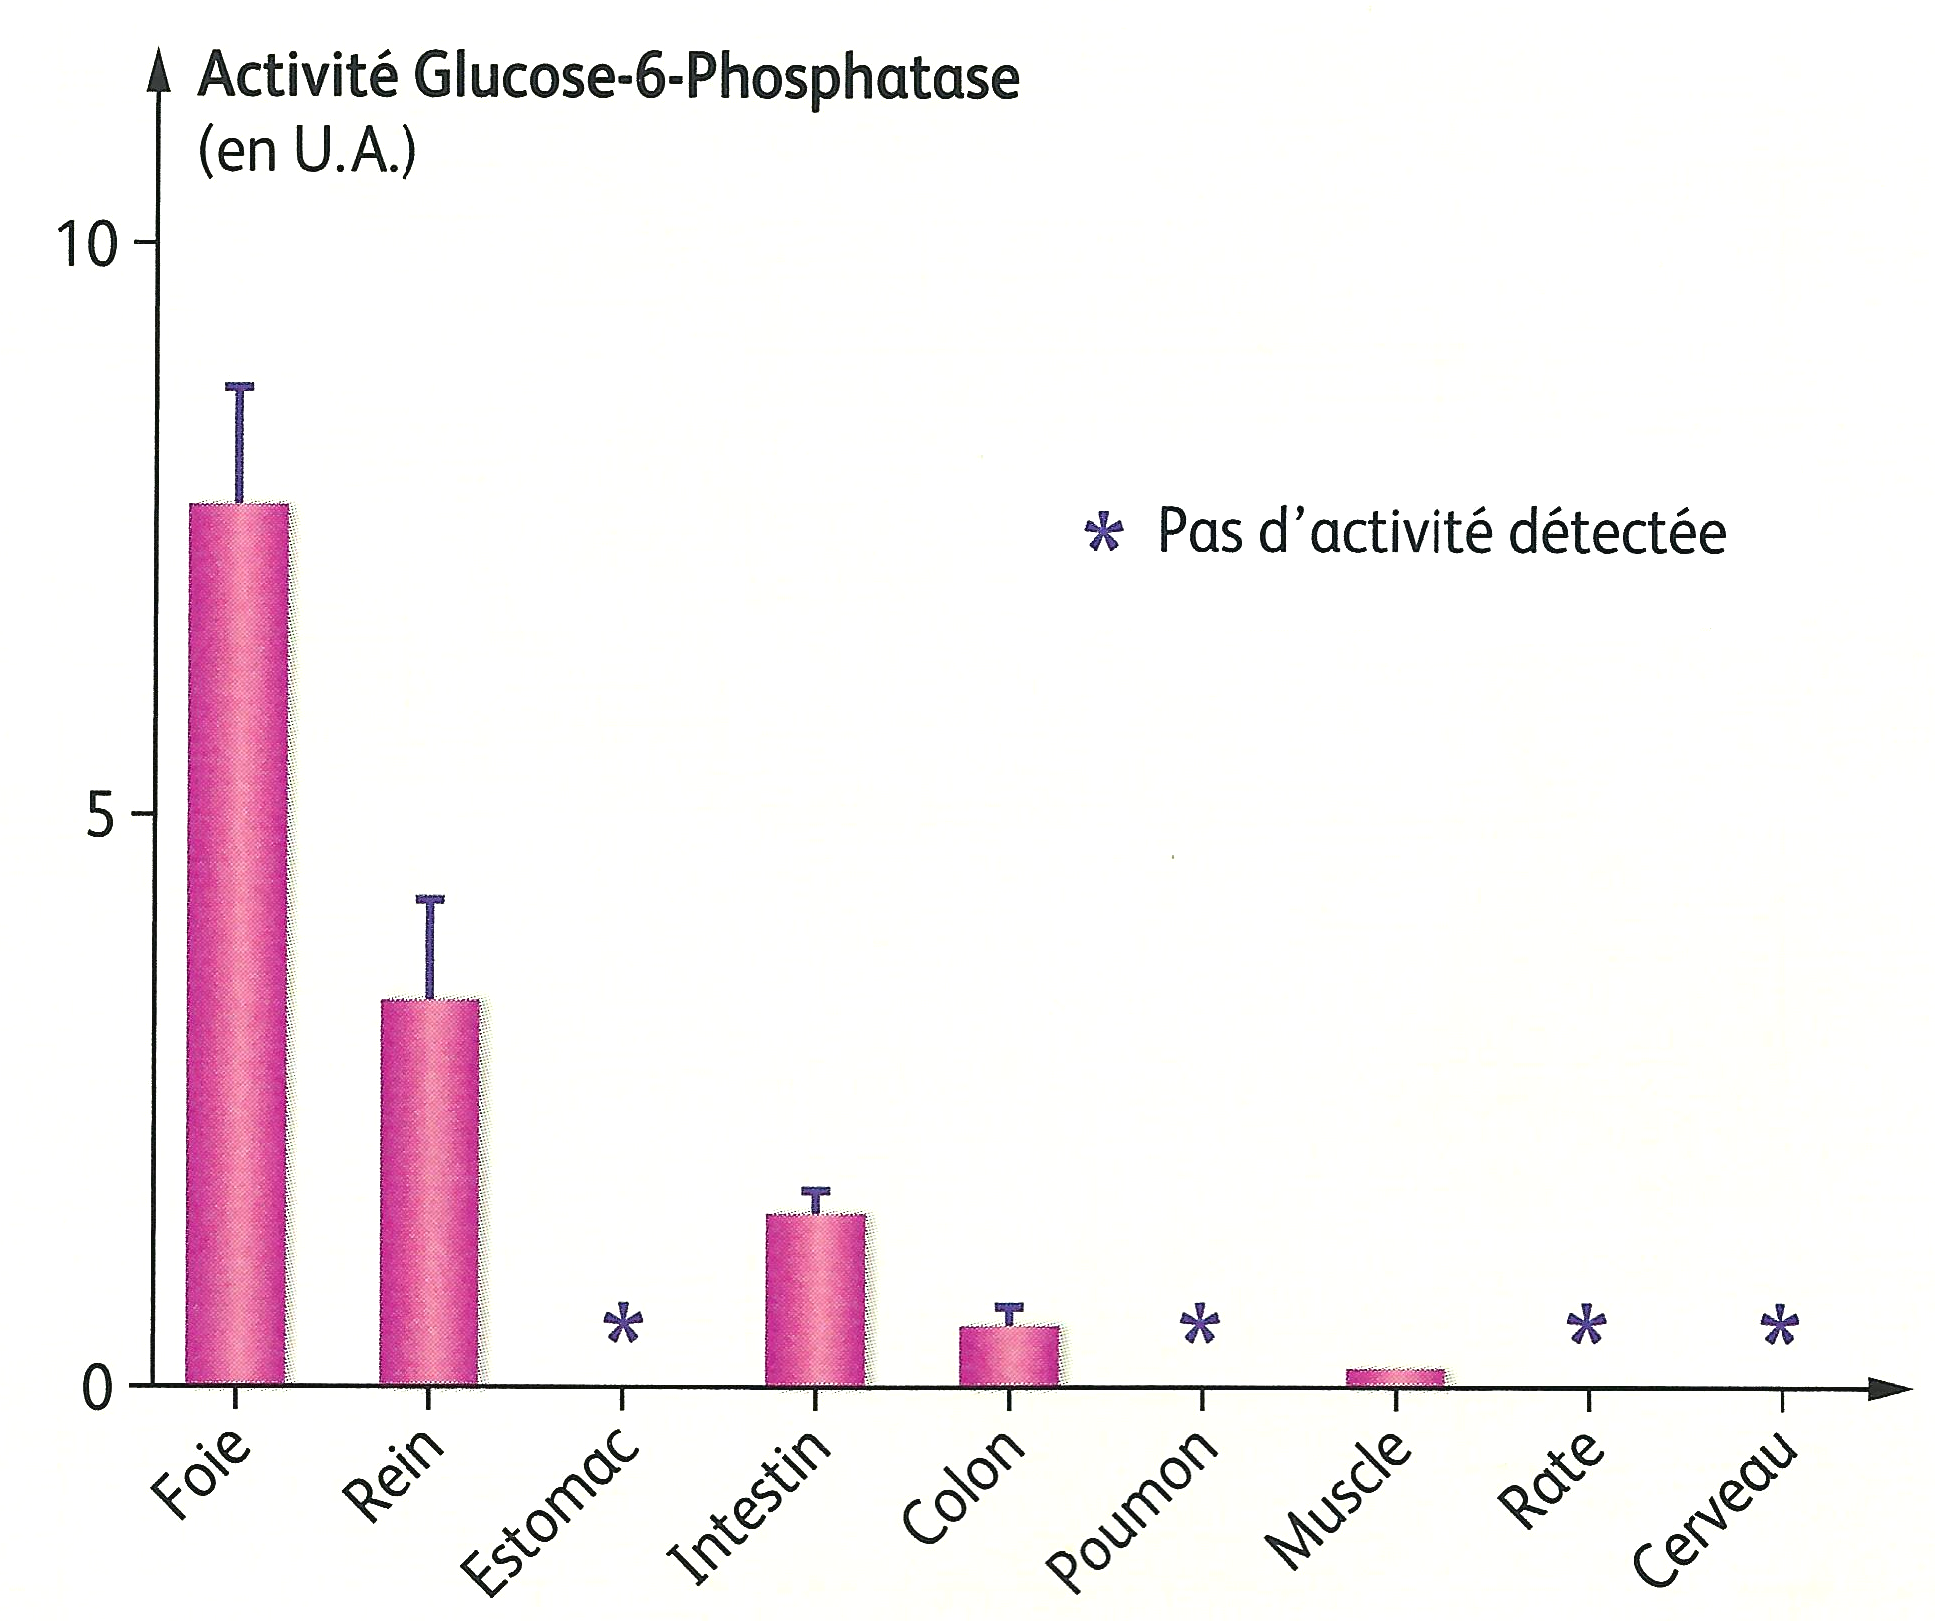 Activité Glucose-6-Phosphatase
(en U.A.)
10
* Pas d’activité détectée
5
* * * *
0
Foie
Rein
Estomac
Intestin
Colon
Poumon
Muscle
Rate
Cerveau